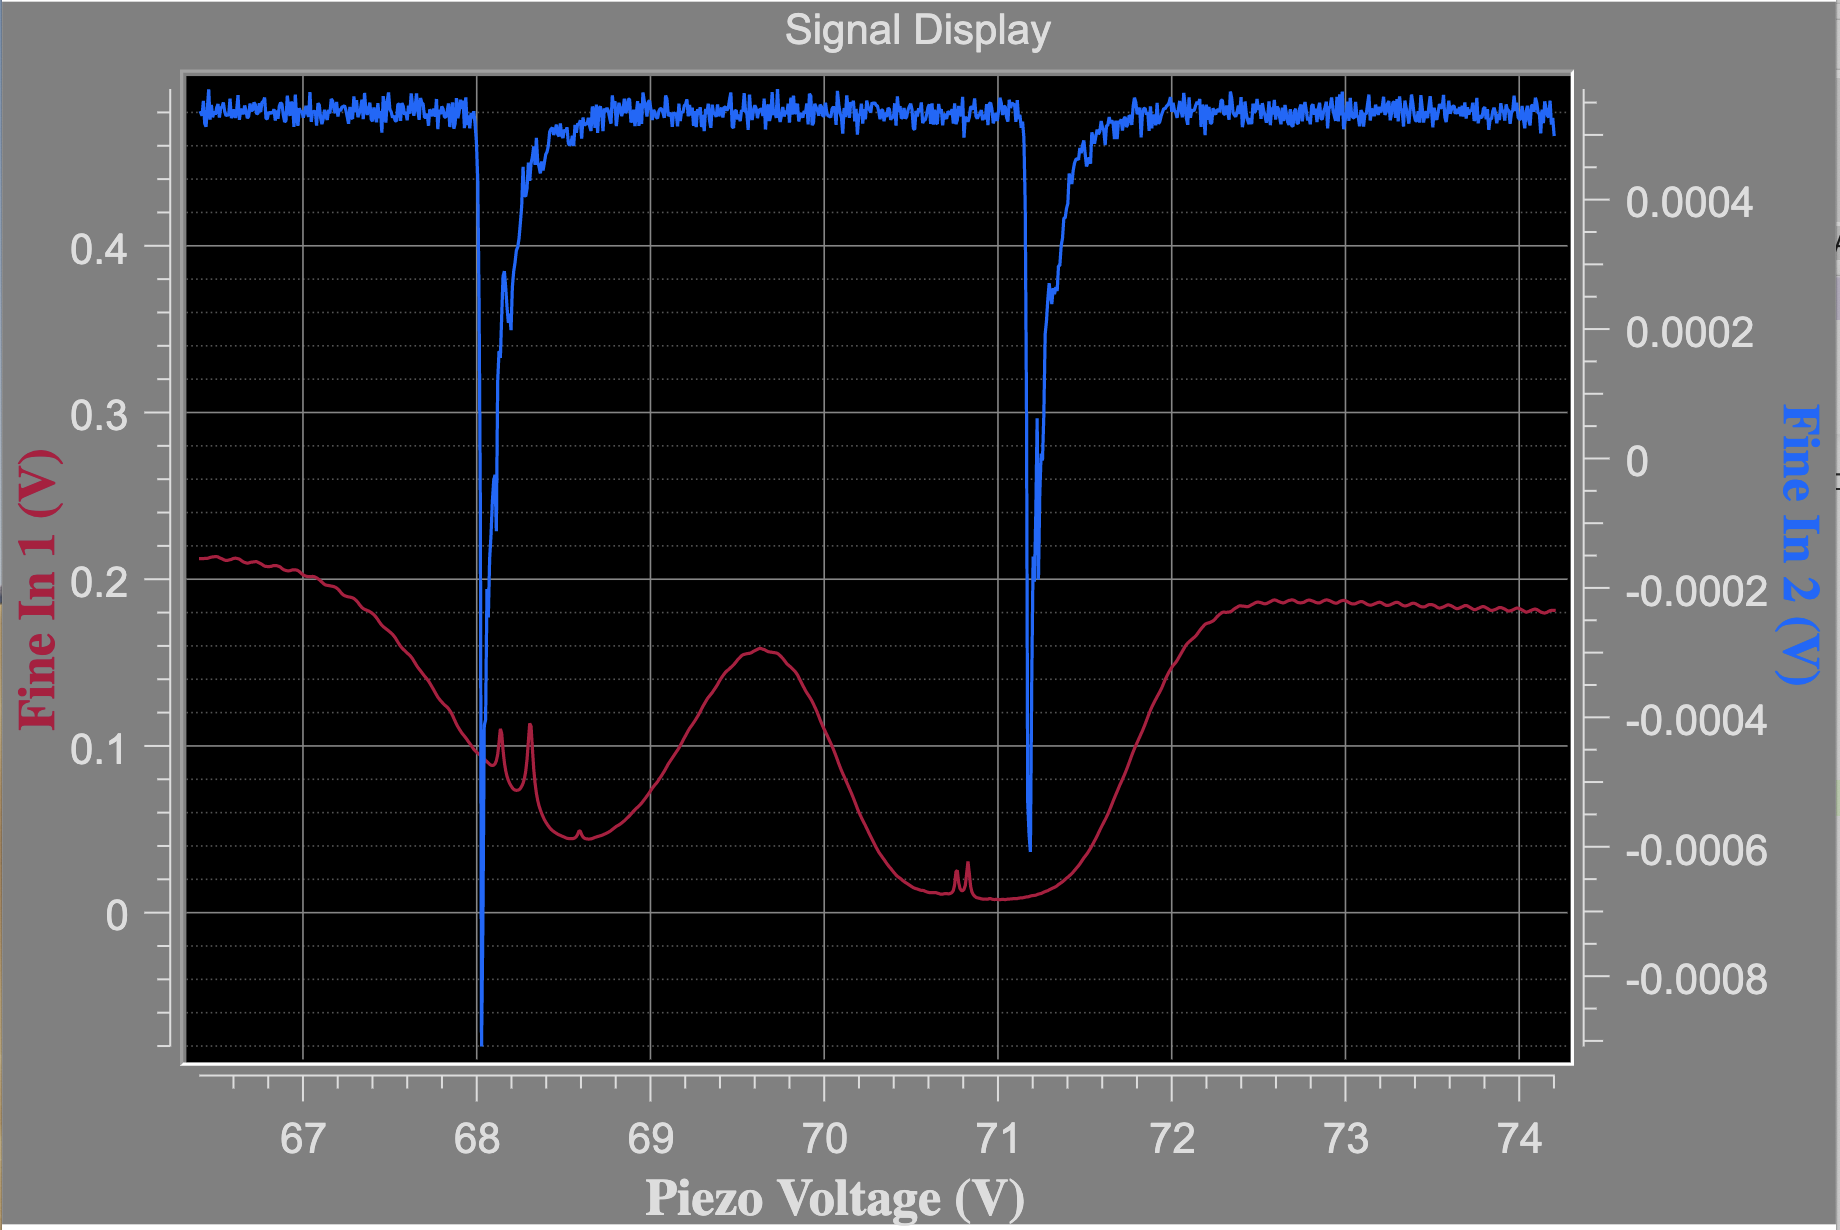 Signal Display
0.4
0.3
0.2
0.1
0
Fine In 1 (V)
0.0004
0.0002
0
-0.0002
-0.0004
-0.0006
-0.0008
Fine In 2 (V)
67 68 69 70 71 72 73 74
Piezo Voltage (V)